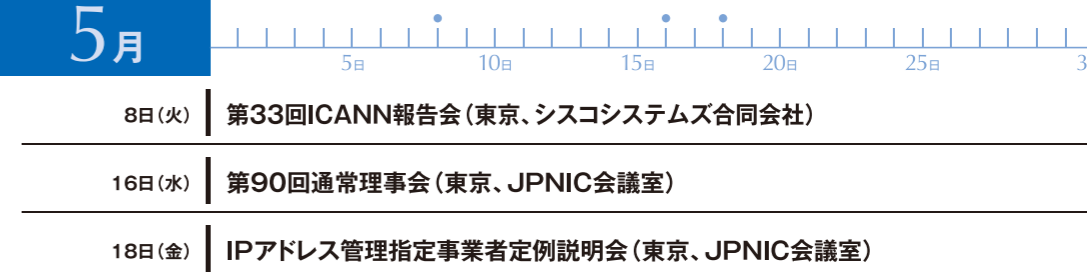 5月
5日 10日 15日 20日 25日 3
8日（火） 第33回ICANN報告会（東京、シスコシステムズ合同会社）
16日（水） 第90回通常理事会（東京、JPNIC会議室）
18日（金） IPアドレス管理指定事業者定例説明会（東京、JPNIC会議室）